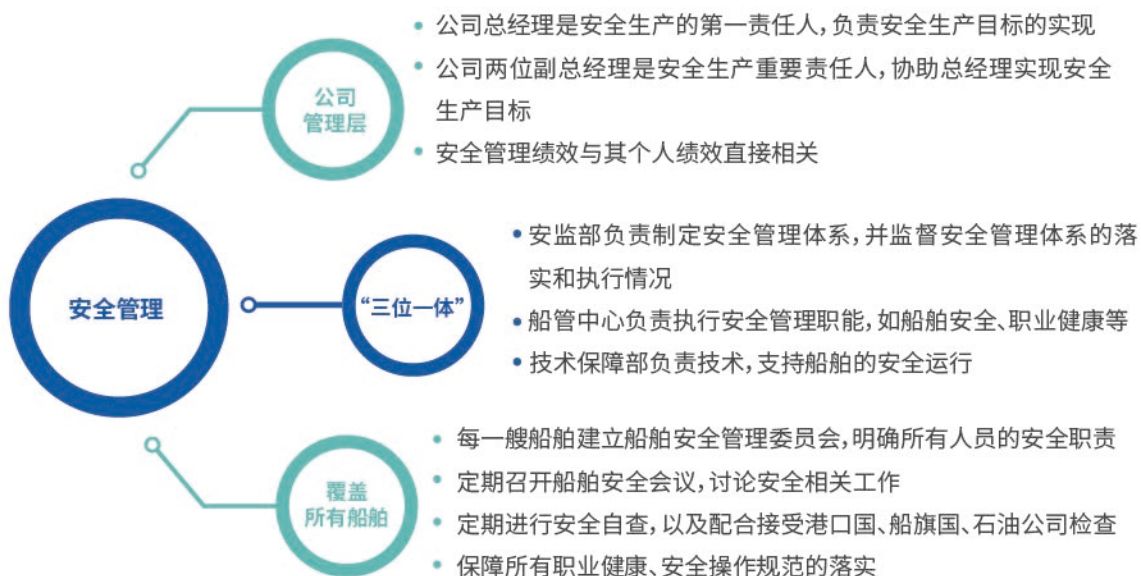 公司总经理是安全生产的第一责任人,负责安全生产目标的实现
公司两位副总经理是安全生产重要责任人,协助总经理实现安全
生产目标
安全管理绩效与其个人绩效直接相关
公司
管理层
安全管理
“三位一体”
安监部负责制定安全管理体系,并监督安全管理体系的落
实和执行情况
船管中心负责执行安全管理职能,如船舶安全、职业健康等
技术保障部负责技术,支持船舶的安全运行
覆盖
所有船舶
每一艘船舶建立船舶安全管理委员会,明确所有人员的安全职责
定期召开船舶安全会议,讨论安全相关工作
定期进行安全自查,以及配合接受港口国、船旗国、石油公司检查
保障所有职业健康、安全操作规范的落实